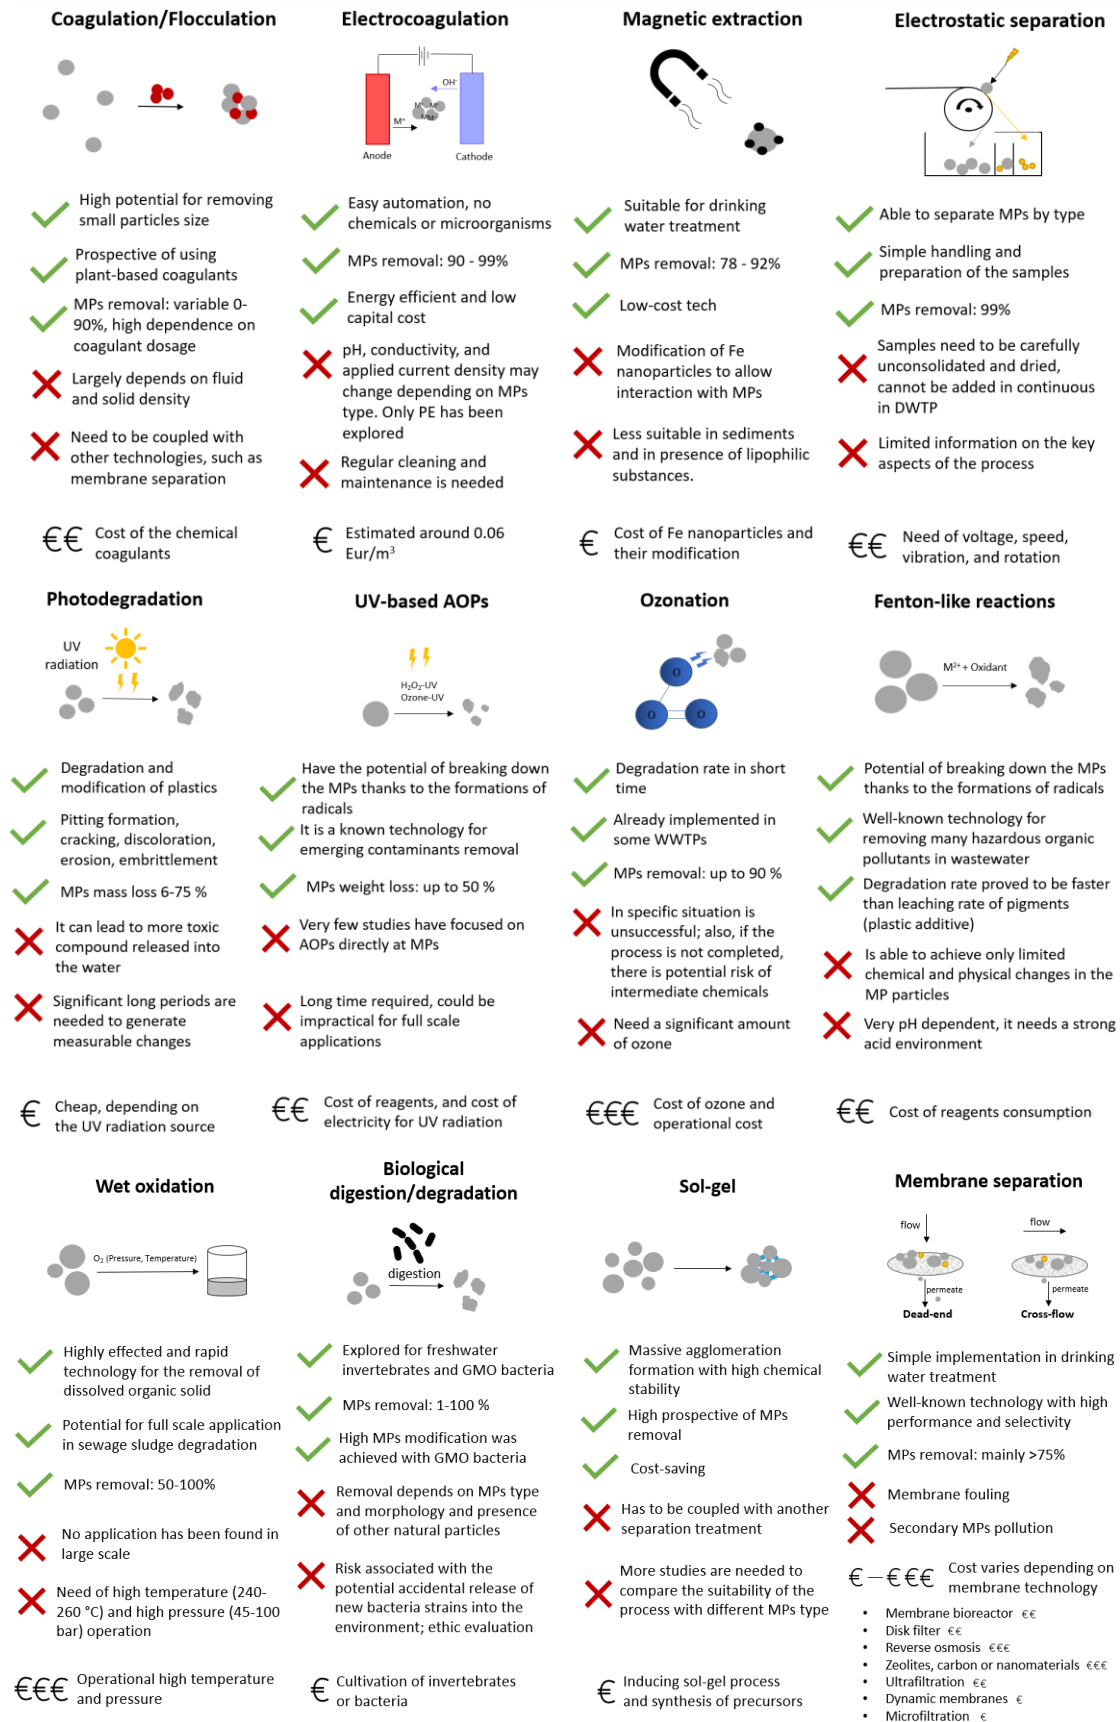 Coagulation/Flocculation
High potential for removing
small particles size
Prospective of using
plant-based coagulants
MPs removal: variable 0-
90%, high dependence on
coagulant dosage
Largely depends on fluid
and solid density
Need to be coupled with
other technologies, such as
membrane separation
€€ Cost of the chemical
coagulants
Electrocoagulation
OH⁻
M⁺ M⁺
M⁺M⁺
M⁺
Anode
Cathode
Easy automation, no
chemicals or microorganisms
MPs removal: 90 - 99%
Energy efficient and low
capital cost
pH, conductivity, and
applied current density may
change depending on MPs
type. Only PE has been
explored
Regular cleaning and
maintenance is needed
€ Estimated around 0.06
Eur/m³
Magnetic extraction
Suitable for drinking
water treatment
MPs removal: 78 - 92%
Low-cost tech
Modification of Fe
nanoparticles to allow
interaction with MPs
Less suitable in sediments
and in presence of lipophilic
substances.
€ Cost of Fe nanoparticles and
their modification
Electrostatic separation
Able to separate MPs by type
Simple handling and
preparation of the samples
MPs removal: 99%
Samples need to be carefully
unconsolidated and dried,
cannot be added in continuous
in DWTP
Limited information on the key
aspects of the process
€€ Need of voltage, speed,
vibration, and rotation
Photodegradation
UV
radiation
Degradation and
modification of plastics
Pitting formation,
cracking, discoloration,
erosion, embrittlement
MPs mass loss 6-75 %
It can lead to more toxic
compound released into
the water
Significant long periods are
needed to generate
measurable changes
€ Cheap, depending on
the UV radiation source
UV-based AOPs
H₂O₂-UV
Ozone-UV
Have the potential of breaking down
the MPs thanks to the formations of
radicals
It is a known technology for
emerging contaminants removal
MPs weight loss: up to 50 %
Very few studies have focused on
AOPs directly at MPs
Long time required, could be
impractical for full scale
applications
€€ Cost of reagents, and cost of
electricity for UV radiation
Ozonation
O
O O
Degradation rate in short
time
Already implemented in
some WWTPs
MPs removal: up to 90 %
In specific situation is
unsuccessful; also, if the
process is not completed,
there is potential risk of
intermediate chemicals
Need a significant amount
of ozone
€€€ Cost of ozone and
operational cost
Fenton-like reactions
M²⁺+ Oxidant
Potential of breaking down the MPs
thanks to the formations of radicals
Well-known technology for
removing many hazardous organic
pollutants in wastewater
Degradation rate proved to be faster
than leaching rate of pigments
(plastic additive)
Is able to achieve only limited
chemical and physical changes in the
MP particles
Very pH dependent, it needs a strong
acid environment
€€ Cost of reagents consumption
Wet oxidation
O₂ (Pressure, Temperature)
Highly effected and rapid
technology for the removal of
dissolved organic solid
Potential for full scale application
in sewage sludge degradation
MPs removal: 50-100%
No application has been found in
large scale
Need of high temperature (240-
260 °C) and high pressure (45-100
bar) operation
€€€ Operational high temperature
and pressure
Biological
digestion/degradation
digestion
Explored for freshwater
invertebrates and GMO bacteria
MPs removal: 1-100 %
High MPs modification was
achieved with GMO bacteria
Removal depends on MPs type
and morphology and presence
of other natural particles
Risk associated with the
potential accidental release of
new bacteria strains into the
environment; ethic evaluation
€ Cultivation of invertebrates
or bacteria
Sol-gel
Massive agglomeration
formation with high chemical
stability
High prospective of MPs
removal
Cost-saving
Has to be coupled with another
separation treatment
More studies are needed to
compare the suitability of the
process with different MPs type
€ Inducing sol-gel process
and synthesis of precursors
Membrane separation
flow
permeate
Dead-end
flow
permeate
Cross-flow
Simple implementation in drinking
water treatment
Well-known technology with high
performance and selectivity
MPs removal: mainly >75%
Membrane fouling
Secondary MPs pollution
€ – €€€ Cost varies depending on
membrane technology
• Membrane bioreactor €€
• Disk filter €€
• Reverse osmosis €€€
• Zeolites, carbon or nanomaterials €€€
• Ultrafiltration €€
• Dynamic membranes €
• Microfiltration €